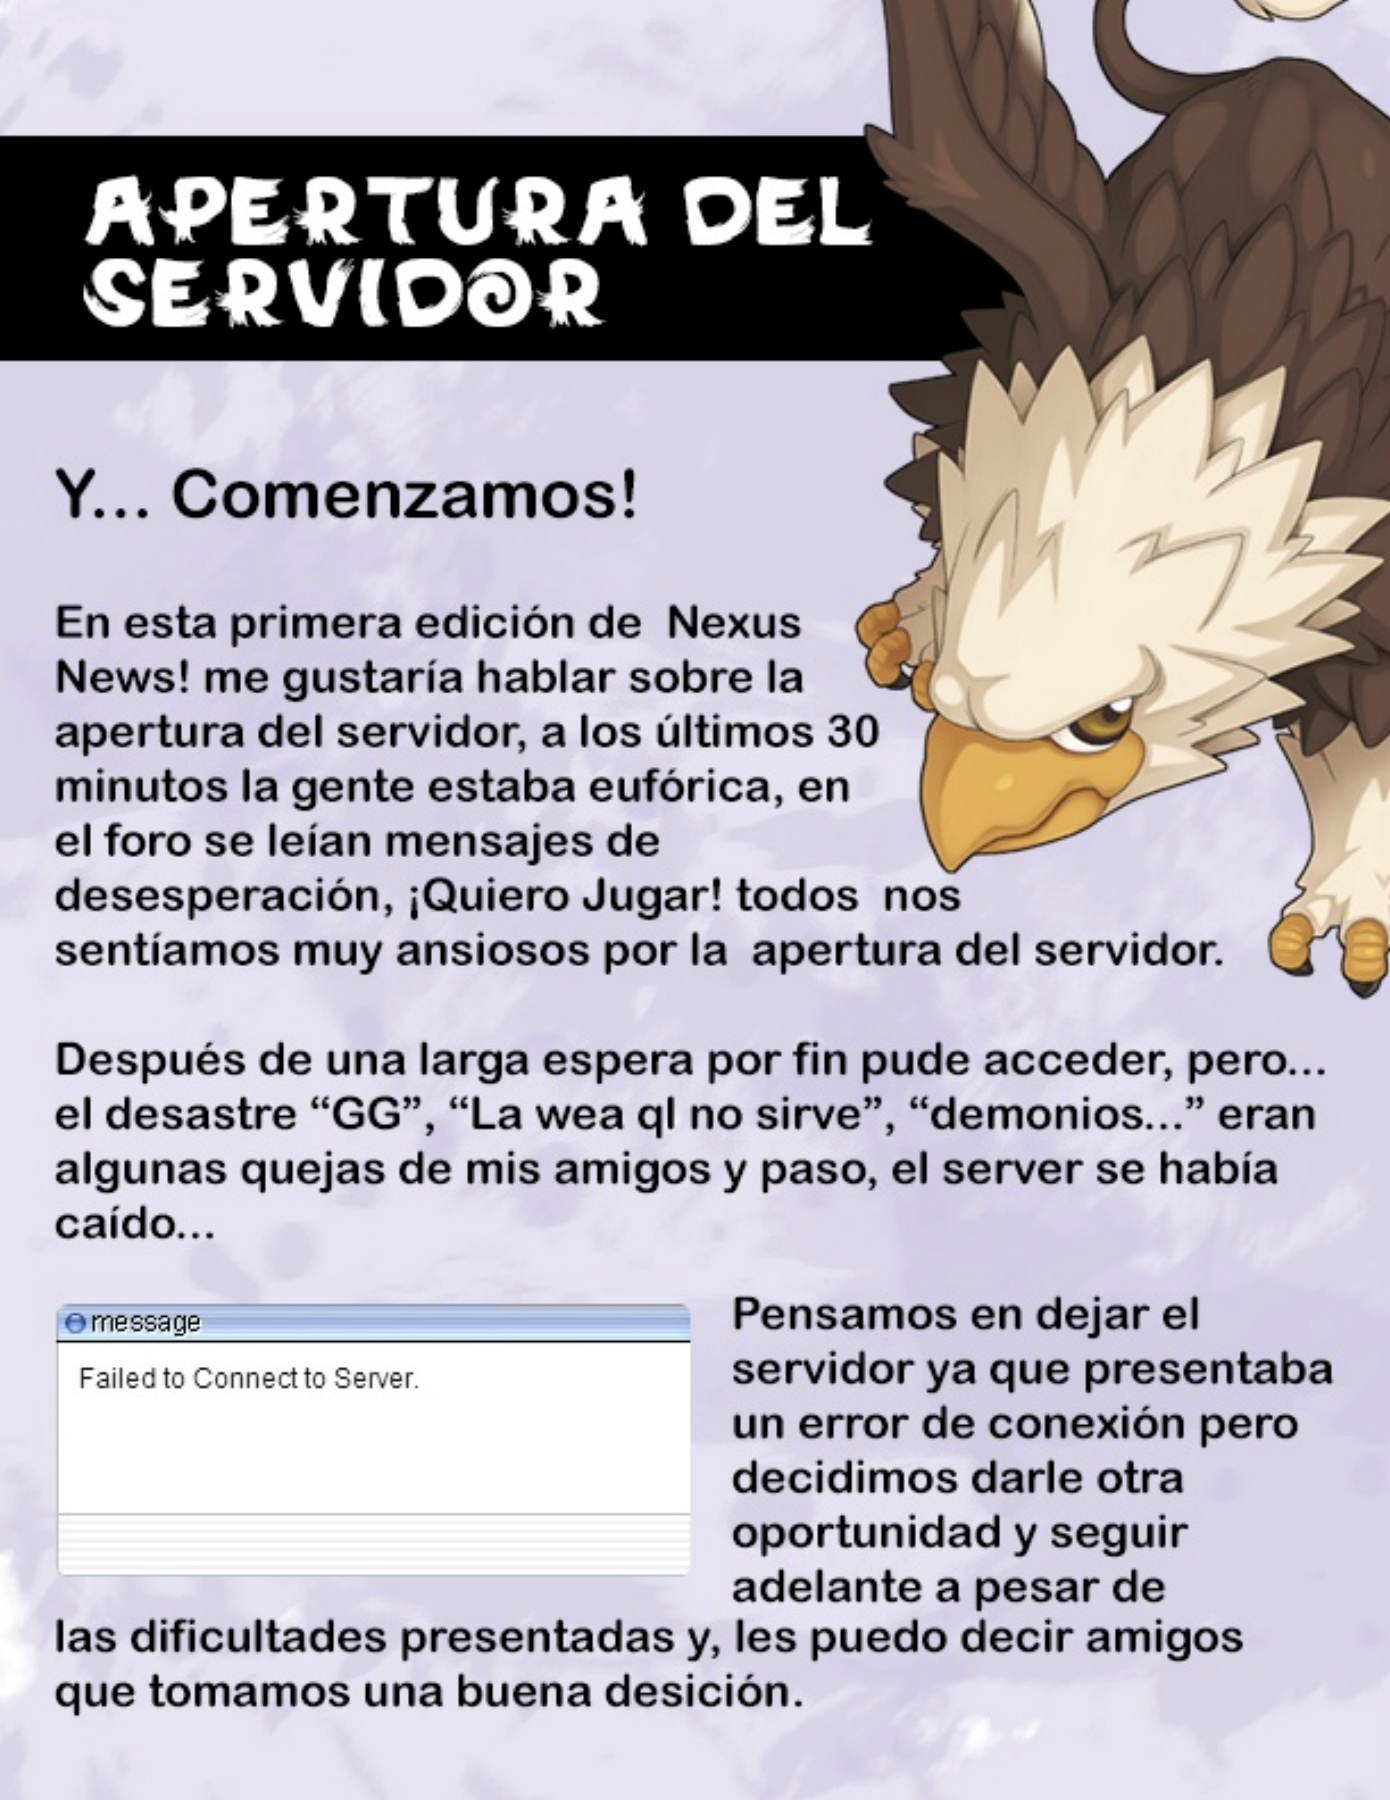 APERTURA DEL
SERVIDOR
Y... Comenzamos!
En esta primera edición de Nexus
News! me gustaría hablar sobre la
apertura del servidor, a los últimos 30
minutos la gente estaba eufórica, en
el foro se leían mensajes de
desesperación, ¡Quiero Jugar! todos nos
sentíamos muy ansiosos por la apertura del servidor.
Después de una larga espera por fin pude acceder, pero...
el desastre “GG”, “La wea ql no sirve”, “demonios...” eran
algunas quejas de mis amigos y paso, el server se había
caído...
message
Failed to Connect to Server.
Pensamos en dejar el
servidor ya que presentaba
un error de conexión pero
decidimos darle otra
oportunidad y seguir
adelante a pesar de
las dificultades presentadas y, les puedo decir amigos
que tomamos una buena desición.